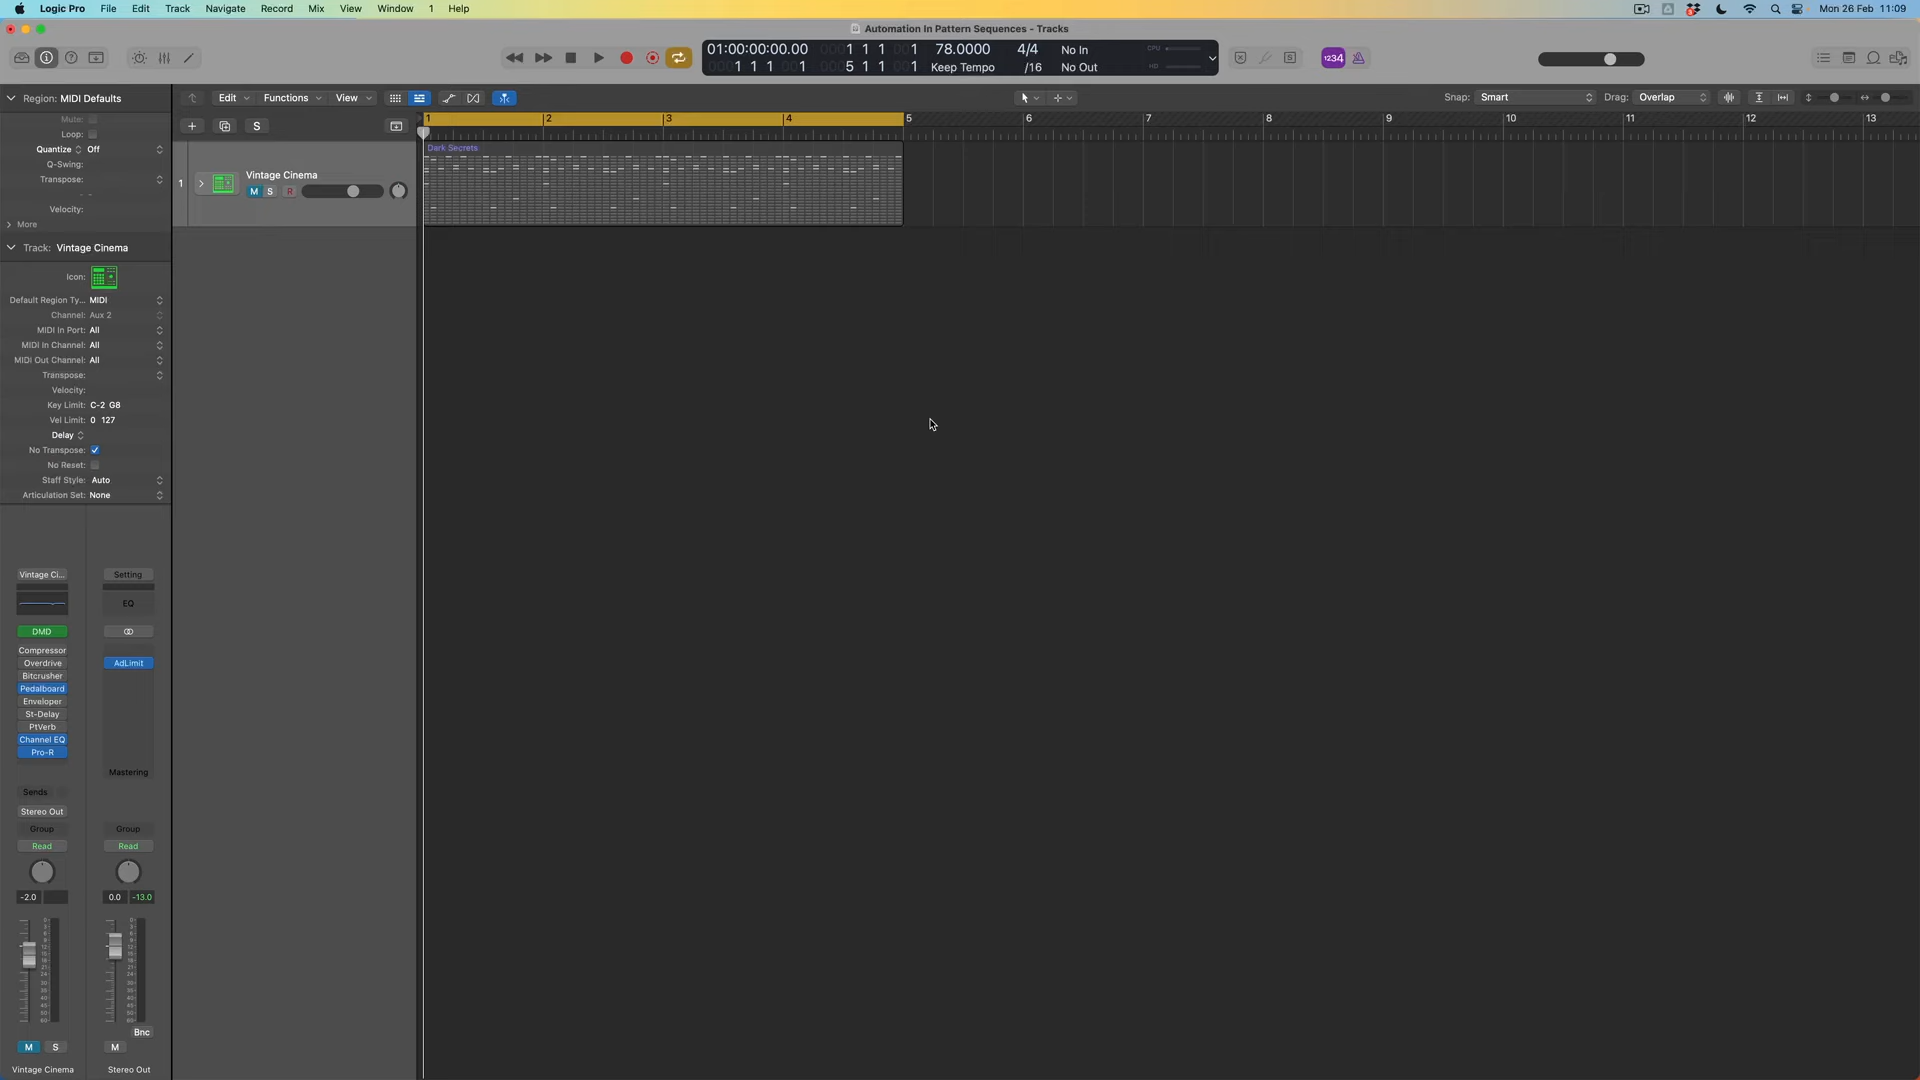 Logic Pro File Edit Track Navigate Record Mix View Window 1 Help Mon 26 Feb 11:09
Automation In Pattern Sequences - Tracks
01:00:00:00.00 1 1 1 1 78.0000 4/4 No In CPU
1 1 1 1 5 1 1 1 Keep Tempo /16 No Out HD
1234
Region: MIDI Defaults
Edit Functions View
Snap: Smart Drag: Overlap
Mute:
Loop:
Quantize Off
Q-Swing:
Transpose:
Velocity:
More
S
1 2 3 4 5 6 7 8 9 10 11 12 13
Dark Secrets
1 Vintage Cinema
M S R
Track: Vintage Cinema
Icon:
Default Region Ty... MIDI
Channel: Aux 2
MIDI In Port: All
MIDI In Channel: All
MIDI Out Channel: All
Transpose:
Velocity:
Key Limit: C-2 G8
Vel Limit: 0 127
Delay
No Transpose:
No Reset:
Staff Style: Auto
Articulation Set: None
Vintage Ci... Setting
EQ
DMD
Compressor
Overdrive AdLimit
Bitcrusher
Pedalboard
Enveloper
St-Delay
PtVerb
Channel EQ
Pro-R
Mastering
Sends
Stereo Out
Group Group
Read Read
-2.0 0.0 -13.0
Bnc
M S M
Vintage Cinema Stereo Out